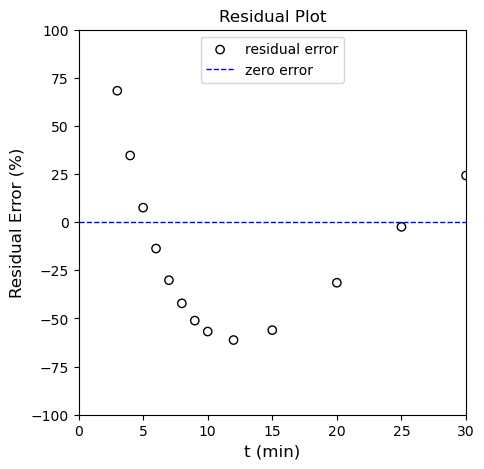 Residual Plot
residual error
zero error
Residual Error (%)
100
75
50
25
0
−25
−50
−75
−100
0 5 10 15 20 25 30
t (min)